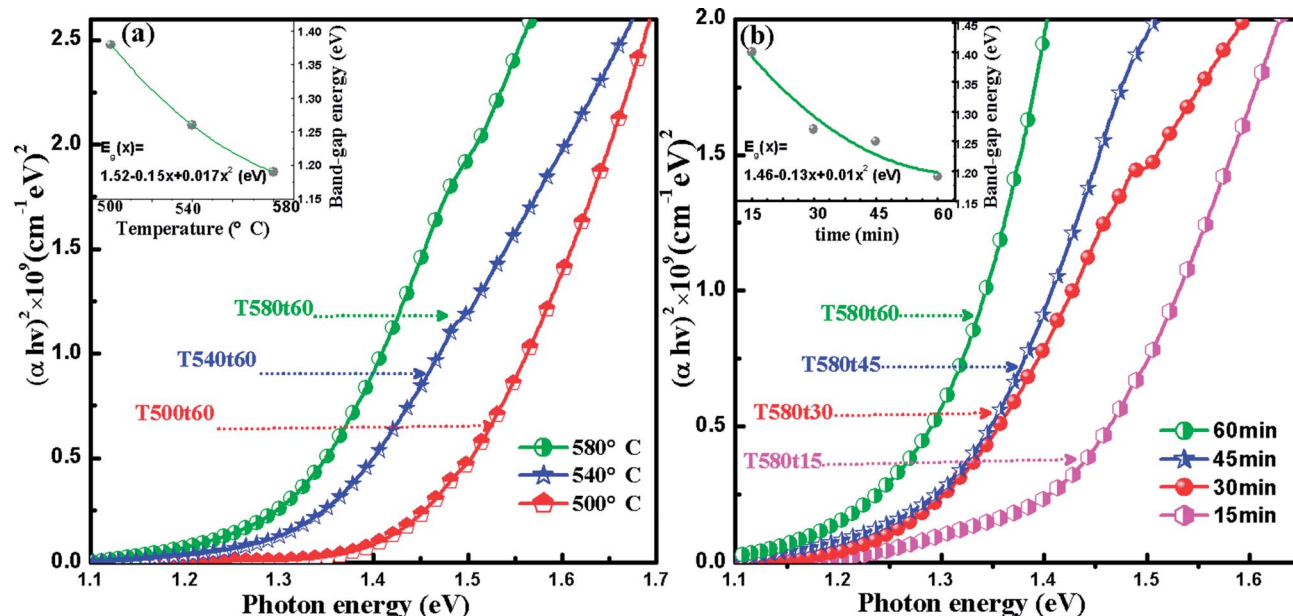 (a)
2.5
2.0
1.5
1.0
0.5
0.0
1.1 1.2 1.3 1.4 1.5 1.6 1.7
Photon energy (eV)
(α hν)² ×10⁹(cm⁻¹ eV)²
1.40
1.35
1.30
1.25
1.20
1.15
Band-gap energy (eV)
E_g(x)=
1.52-0.15x+0.017x² (eV)
500 540 580
Temperature (° C)
T580t60
T540t60
T500t60
580° C
540° C
500° C
(b)
2.0
1.5
1.0
0.5
0.0
1.1 1.2 1.3 1.4 1.5 1.6
Photon energy (eV)
(α hν)² ×10⁹(cm⁻¹ eV)²
1.45
1.40
1.35
1.30
1.25
1.20
1.15
Band-gap energy (eV)
E_g(x)=
1.46-0.13x+0.01x² (eV)
15 30 45 60
time (min)
T580t60
T580t45
T580t30
T580t15
60min
45min
30min
15min